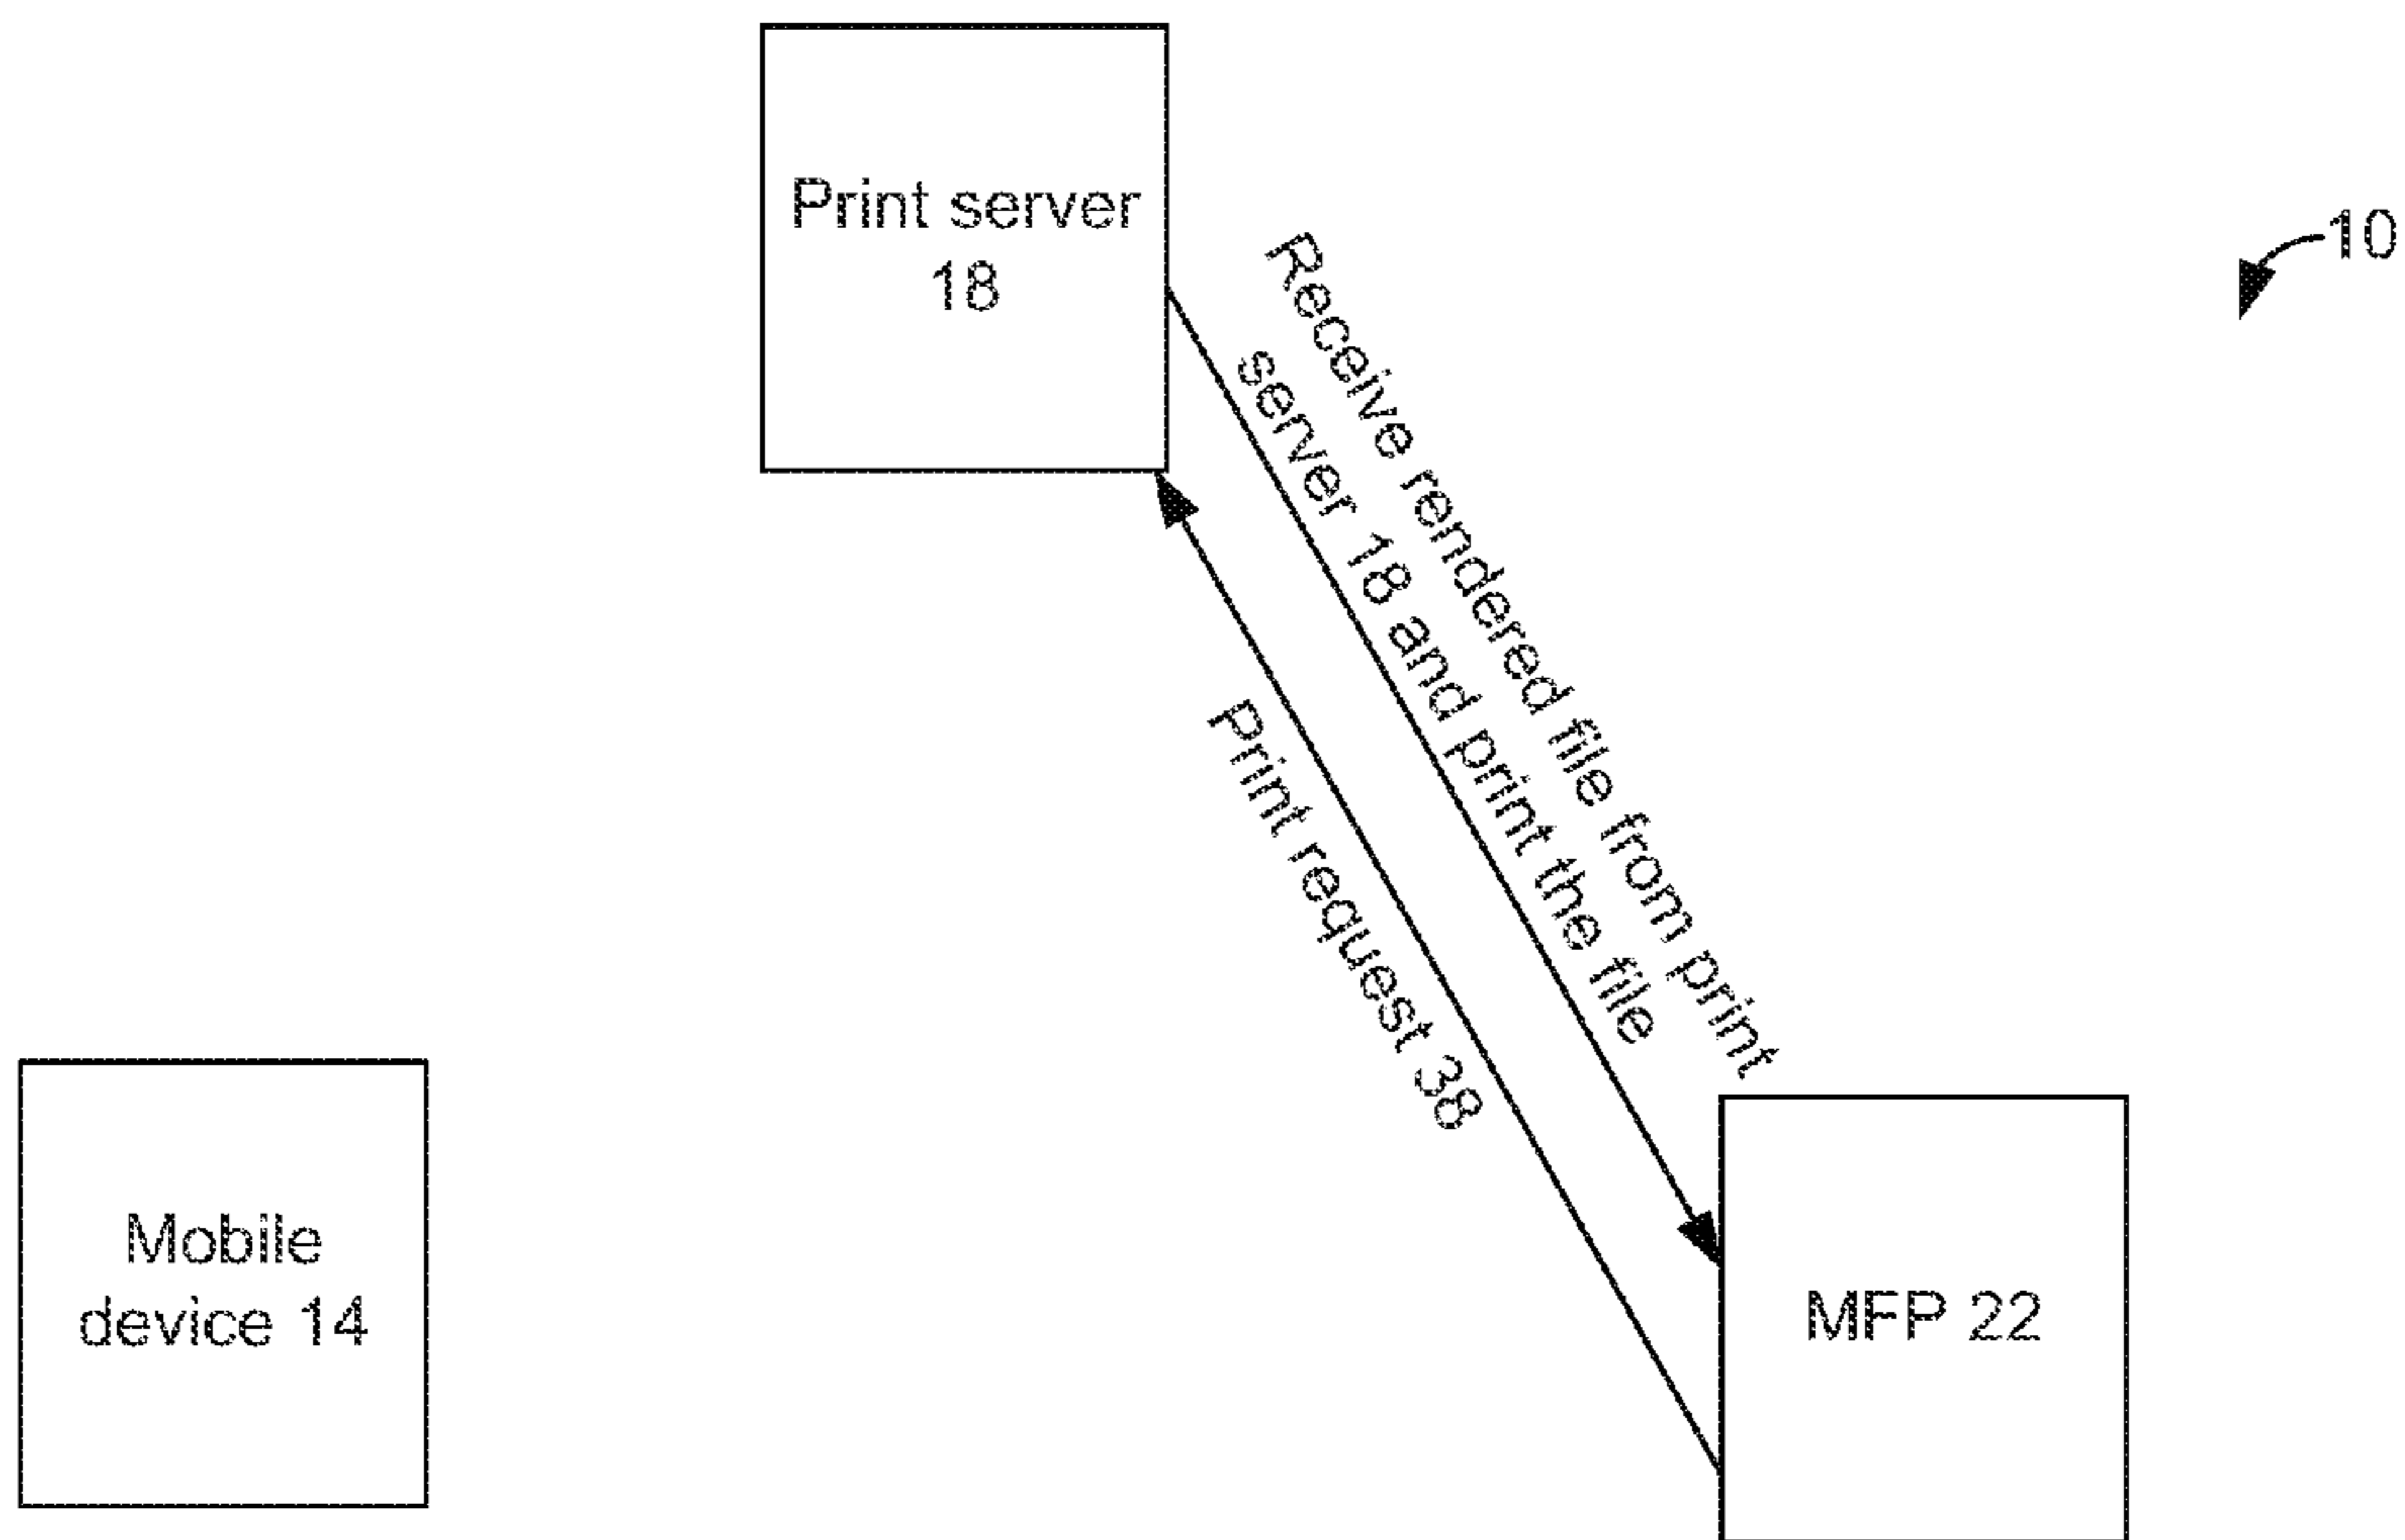 Print server
18
10
Receive rendered file from print
server 18 and print the file
Print request 38
Mobile
device 14
MFP 22